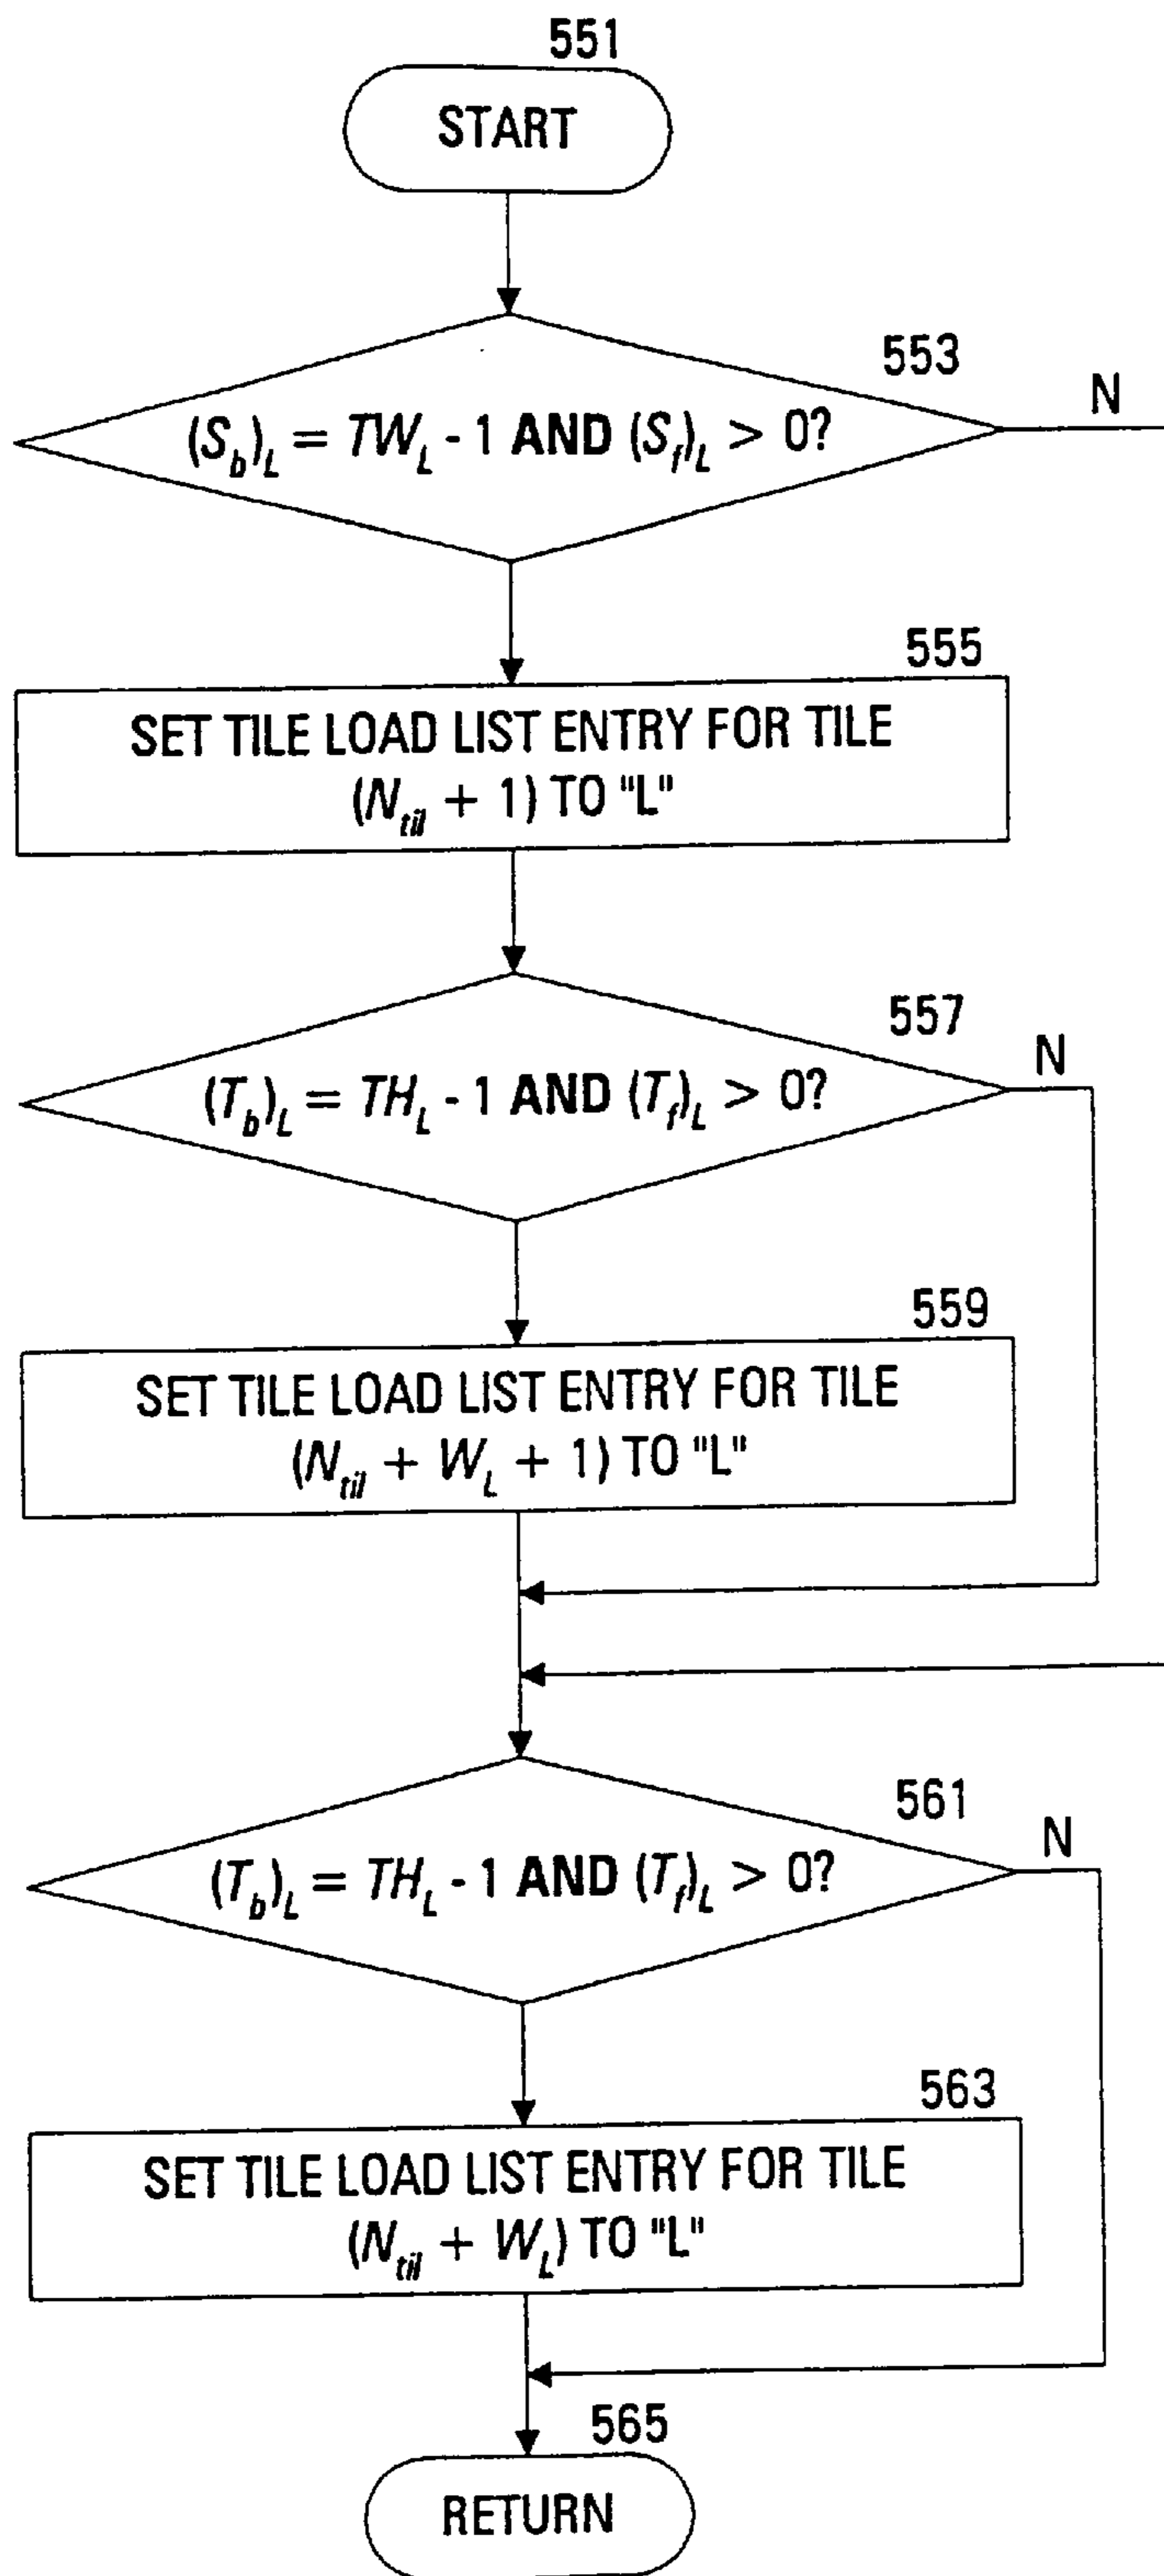 551
START
553
N
(S_b)_L = TW_L - 1 AND (S_f)_L > 0?
555
SET TILE LOAD LIST ENTRY FOR TILE
(N_til + 1) TO "L"
557
N
(T_b)_L = TH_L - 1 AND (T_f)_L > 0?
559
SET TILE LOAD LIST ENTRY FOR TILE
(N_til + W_L + 1) TO "L"
561
N
(T_b)_L = TH_L - 1 AND (T_f)_L > 0?
563
SET TILE LOAD LIST ENTRY FOR TILE
(N_til + W_L) TO "L"
565
RETURN